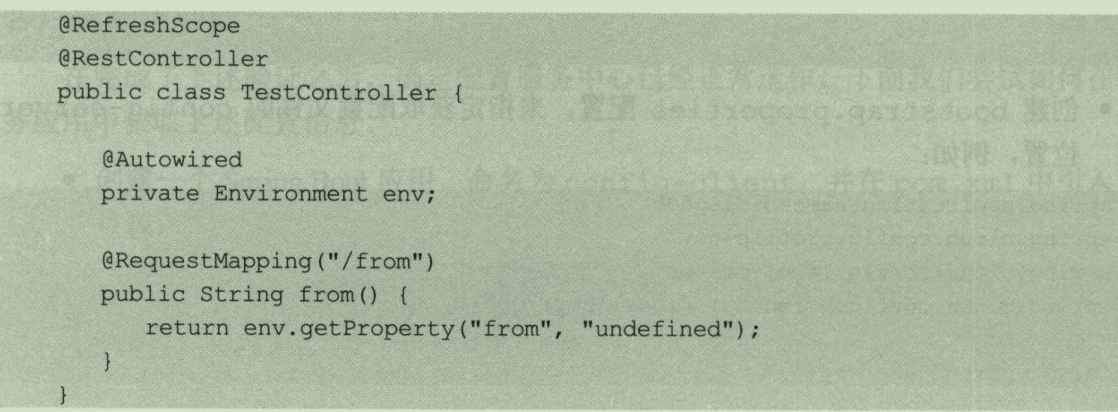 @RefreshScope
@RestController
public class TestController {
@Autowired
private Environment env;
@RequestMapping("/from")
public String from() {
return env.getProperty("from", "undefined");
}
}